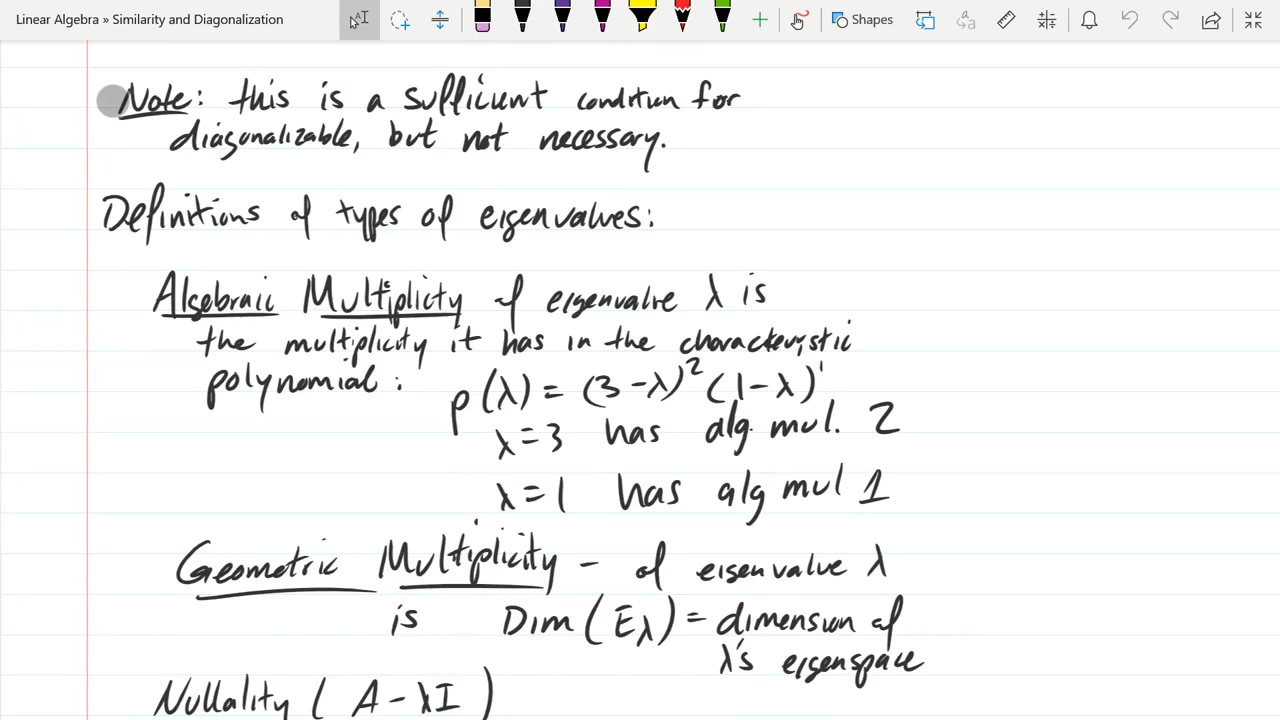 Linear Algebra » Similarity and Diagonalization
Shapes
Note: this is a sufficient condition for
diagonalizable, but not necessary.
Definitions of types of eigenvalues:
Algebraic Multiplicity of eigenvalue λ is
the multiplicity it has in the characteristic
polynomial:
p(λ) = (3-λ)² (1-λ)¹
λ=3 has alg. mul. 2
λ=1 has alg mul 1
Geometric Multiplicity - of eigenvalue λ
is Dim(Eλ) = dimension of
λ's eigenspace
Nullality (A-λI)